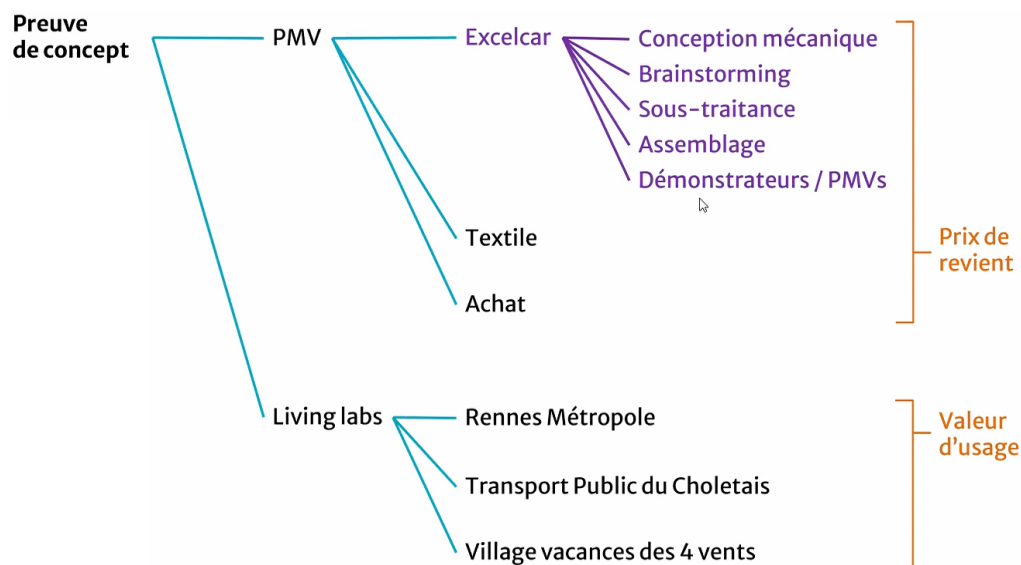 Preuve
de concept
PMV
Excelcar
Conception mécanique
Brainstorming
Sous-traitance
Assemblage
Démonstrateurs / PMVs
Textile
Achat
Prix de
revient
Living labs
Rennes Métropole
Transport Public du Choletais
Village vacances des 4 vents
Valeur
d’usage